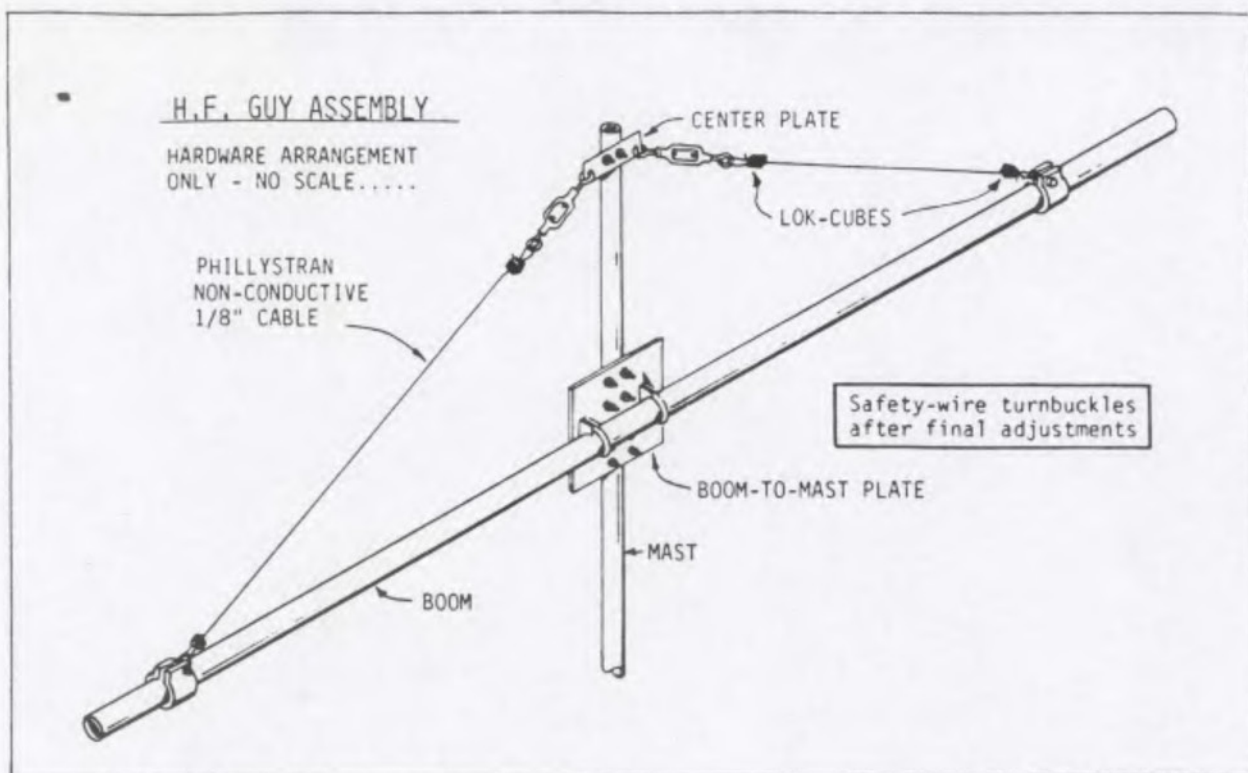 H.F. GUY ASSEMBLY
HARDWARE ARRANGEMENT
ONLY - NO SCALE.....
CENTER PLATE
LOK-CUBES
PHILLYSTRAN
NON-CONDUCTIVE
1/8" CABLE
Safety-wire turnbuckles
after final adjustments
BOOM-TO-MAST PLATE
MAST
BOOM